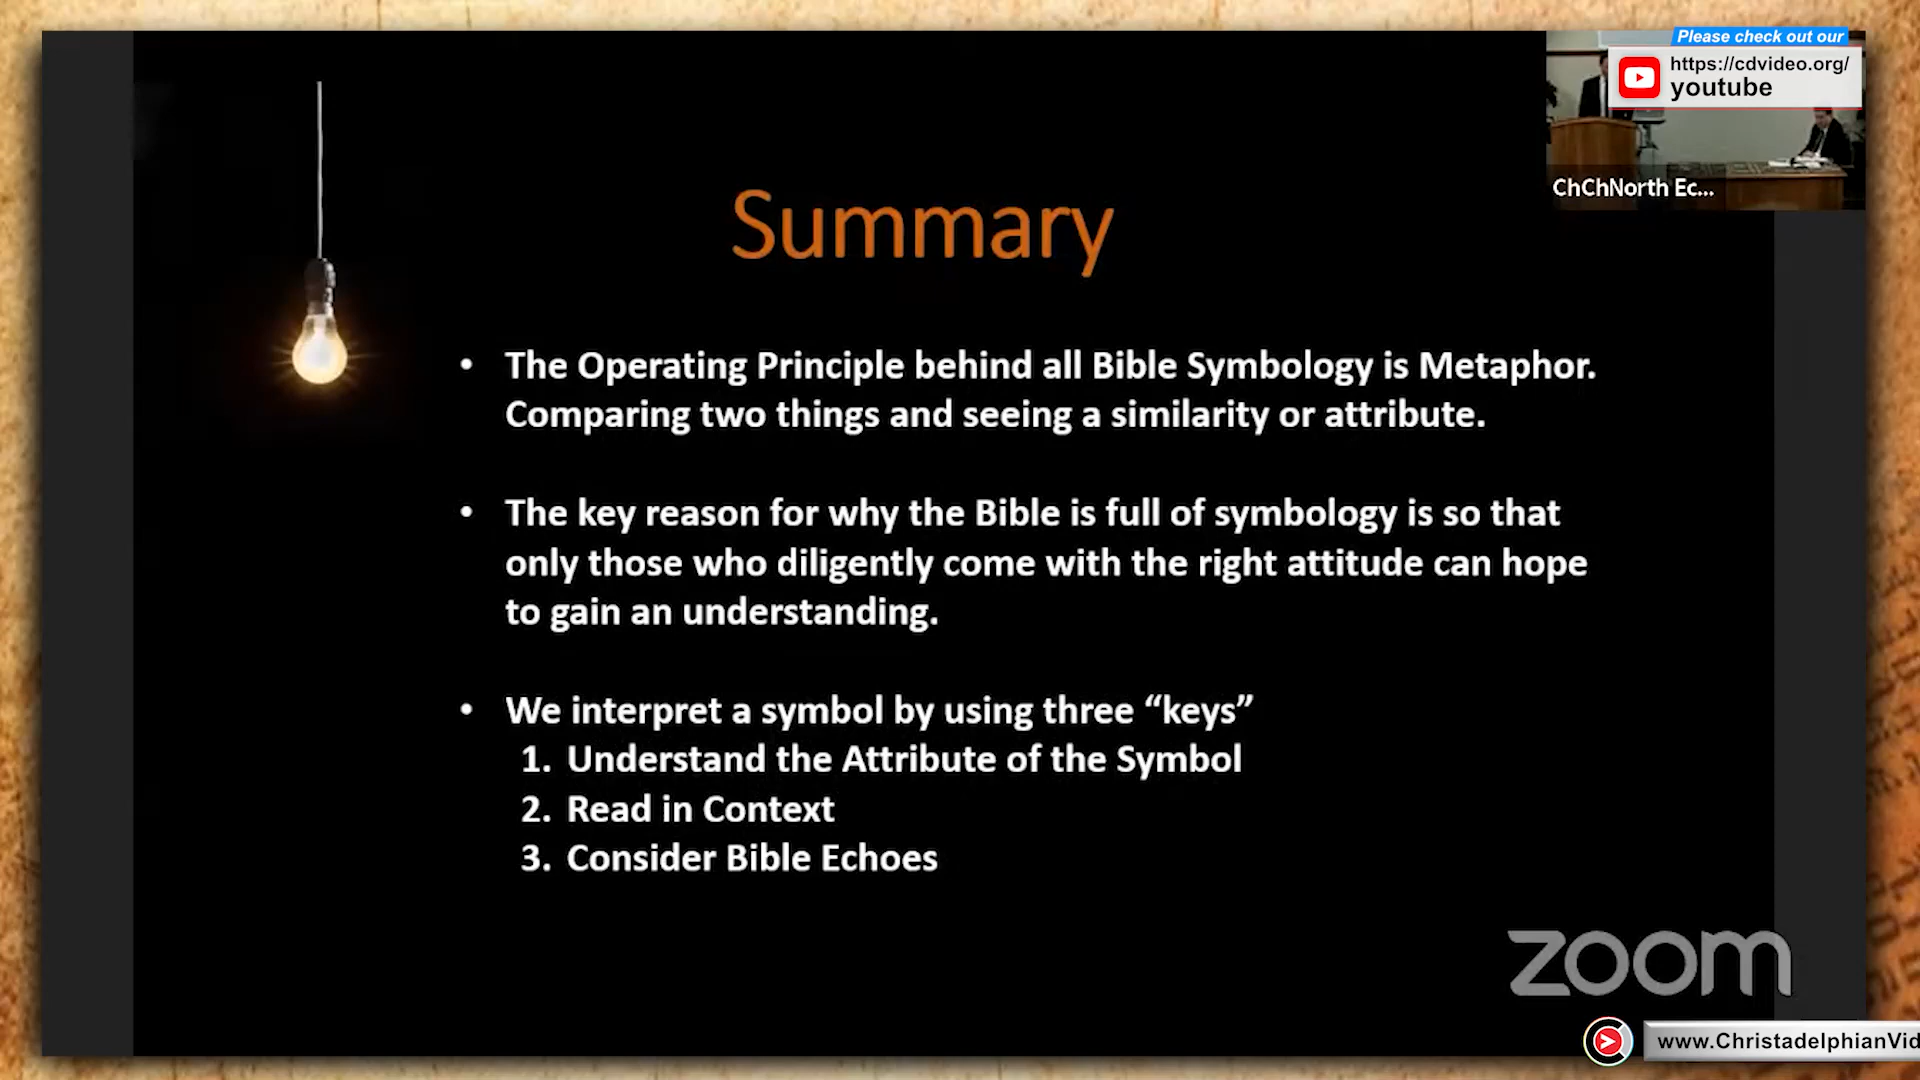 Please check out our
https://cdvideo.org/
youtube
ChChNorth Ec...
Summary
• The Operating Principle behind all Bible Symbology is Metaphor.
Comparing two things and seeing a similarity or attribute.
• The key reason for why the Bible is full of symbology is so that
only those who diligently come with the right attitude can hope
to gain an understanding.
• We interpret a symbol by using three “keys”
1. Understand the Attribute of the Symbol
2. Read in Context
3. Consider Bible Echoes
zoom
www.ChristadelphianVid